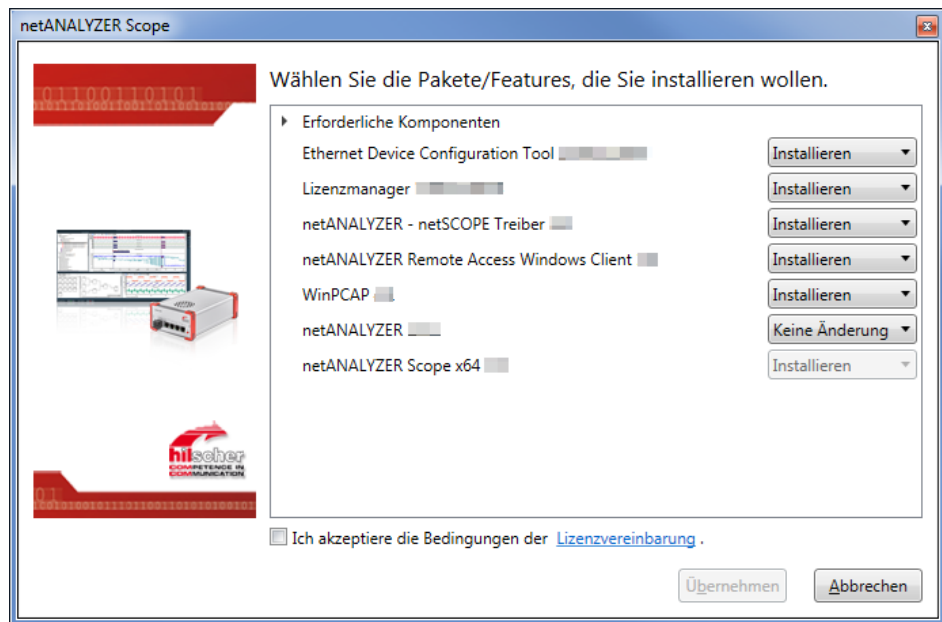 netANALYZER Scope
Wählen Sie die Pakete/Features, die Sie installieren wollen.
Erforderliche Komponenten
Ethernet Device Configuration Tool Installieren
Lizenzmanager Installieren
netANALYZER - netSCOPE Treiber Installieren
netANALYZER Remote Access Windows Client Installieren
WinPCAP Installieren
netANALYZER Keine Änderung
netANALYZER Scope x64 Installieren
hilscher
COMPETENCE IN
COMMUNICATION
Ich akzeptiere die Bedingungen der Lizenzvereinbarung .
Übernehmen Abbrechen